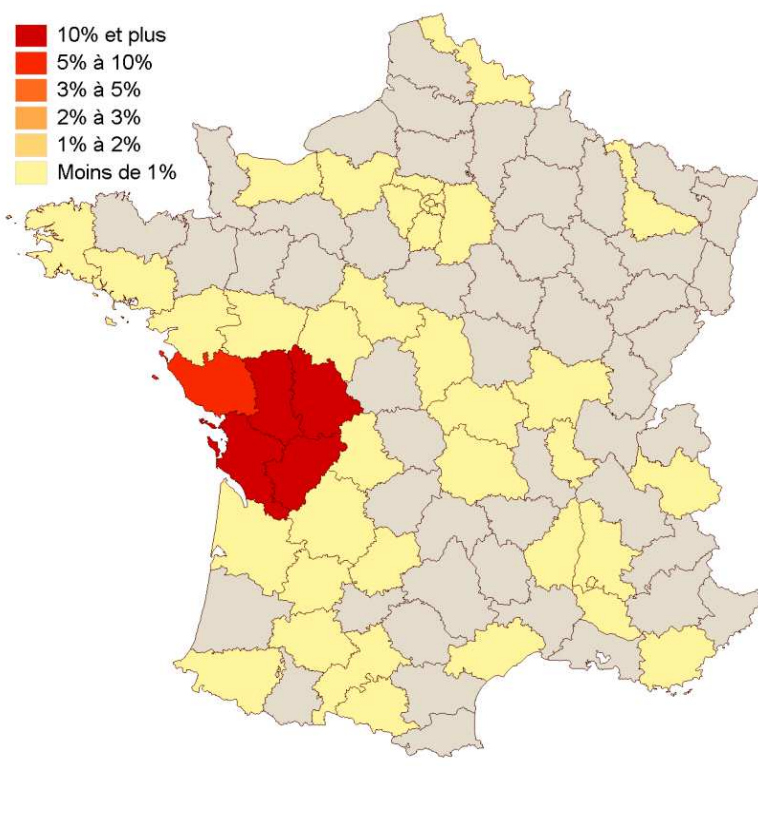 10% et plus
5% à 10%
3% à 5%
2% à 3%
1% à 2%
Moins de 1%